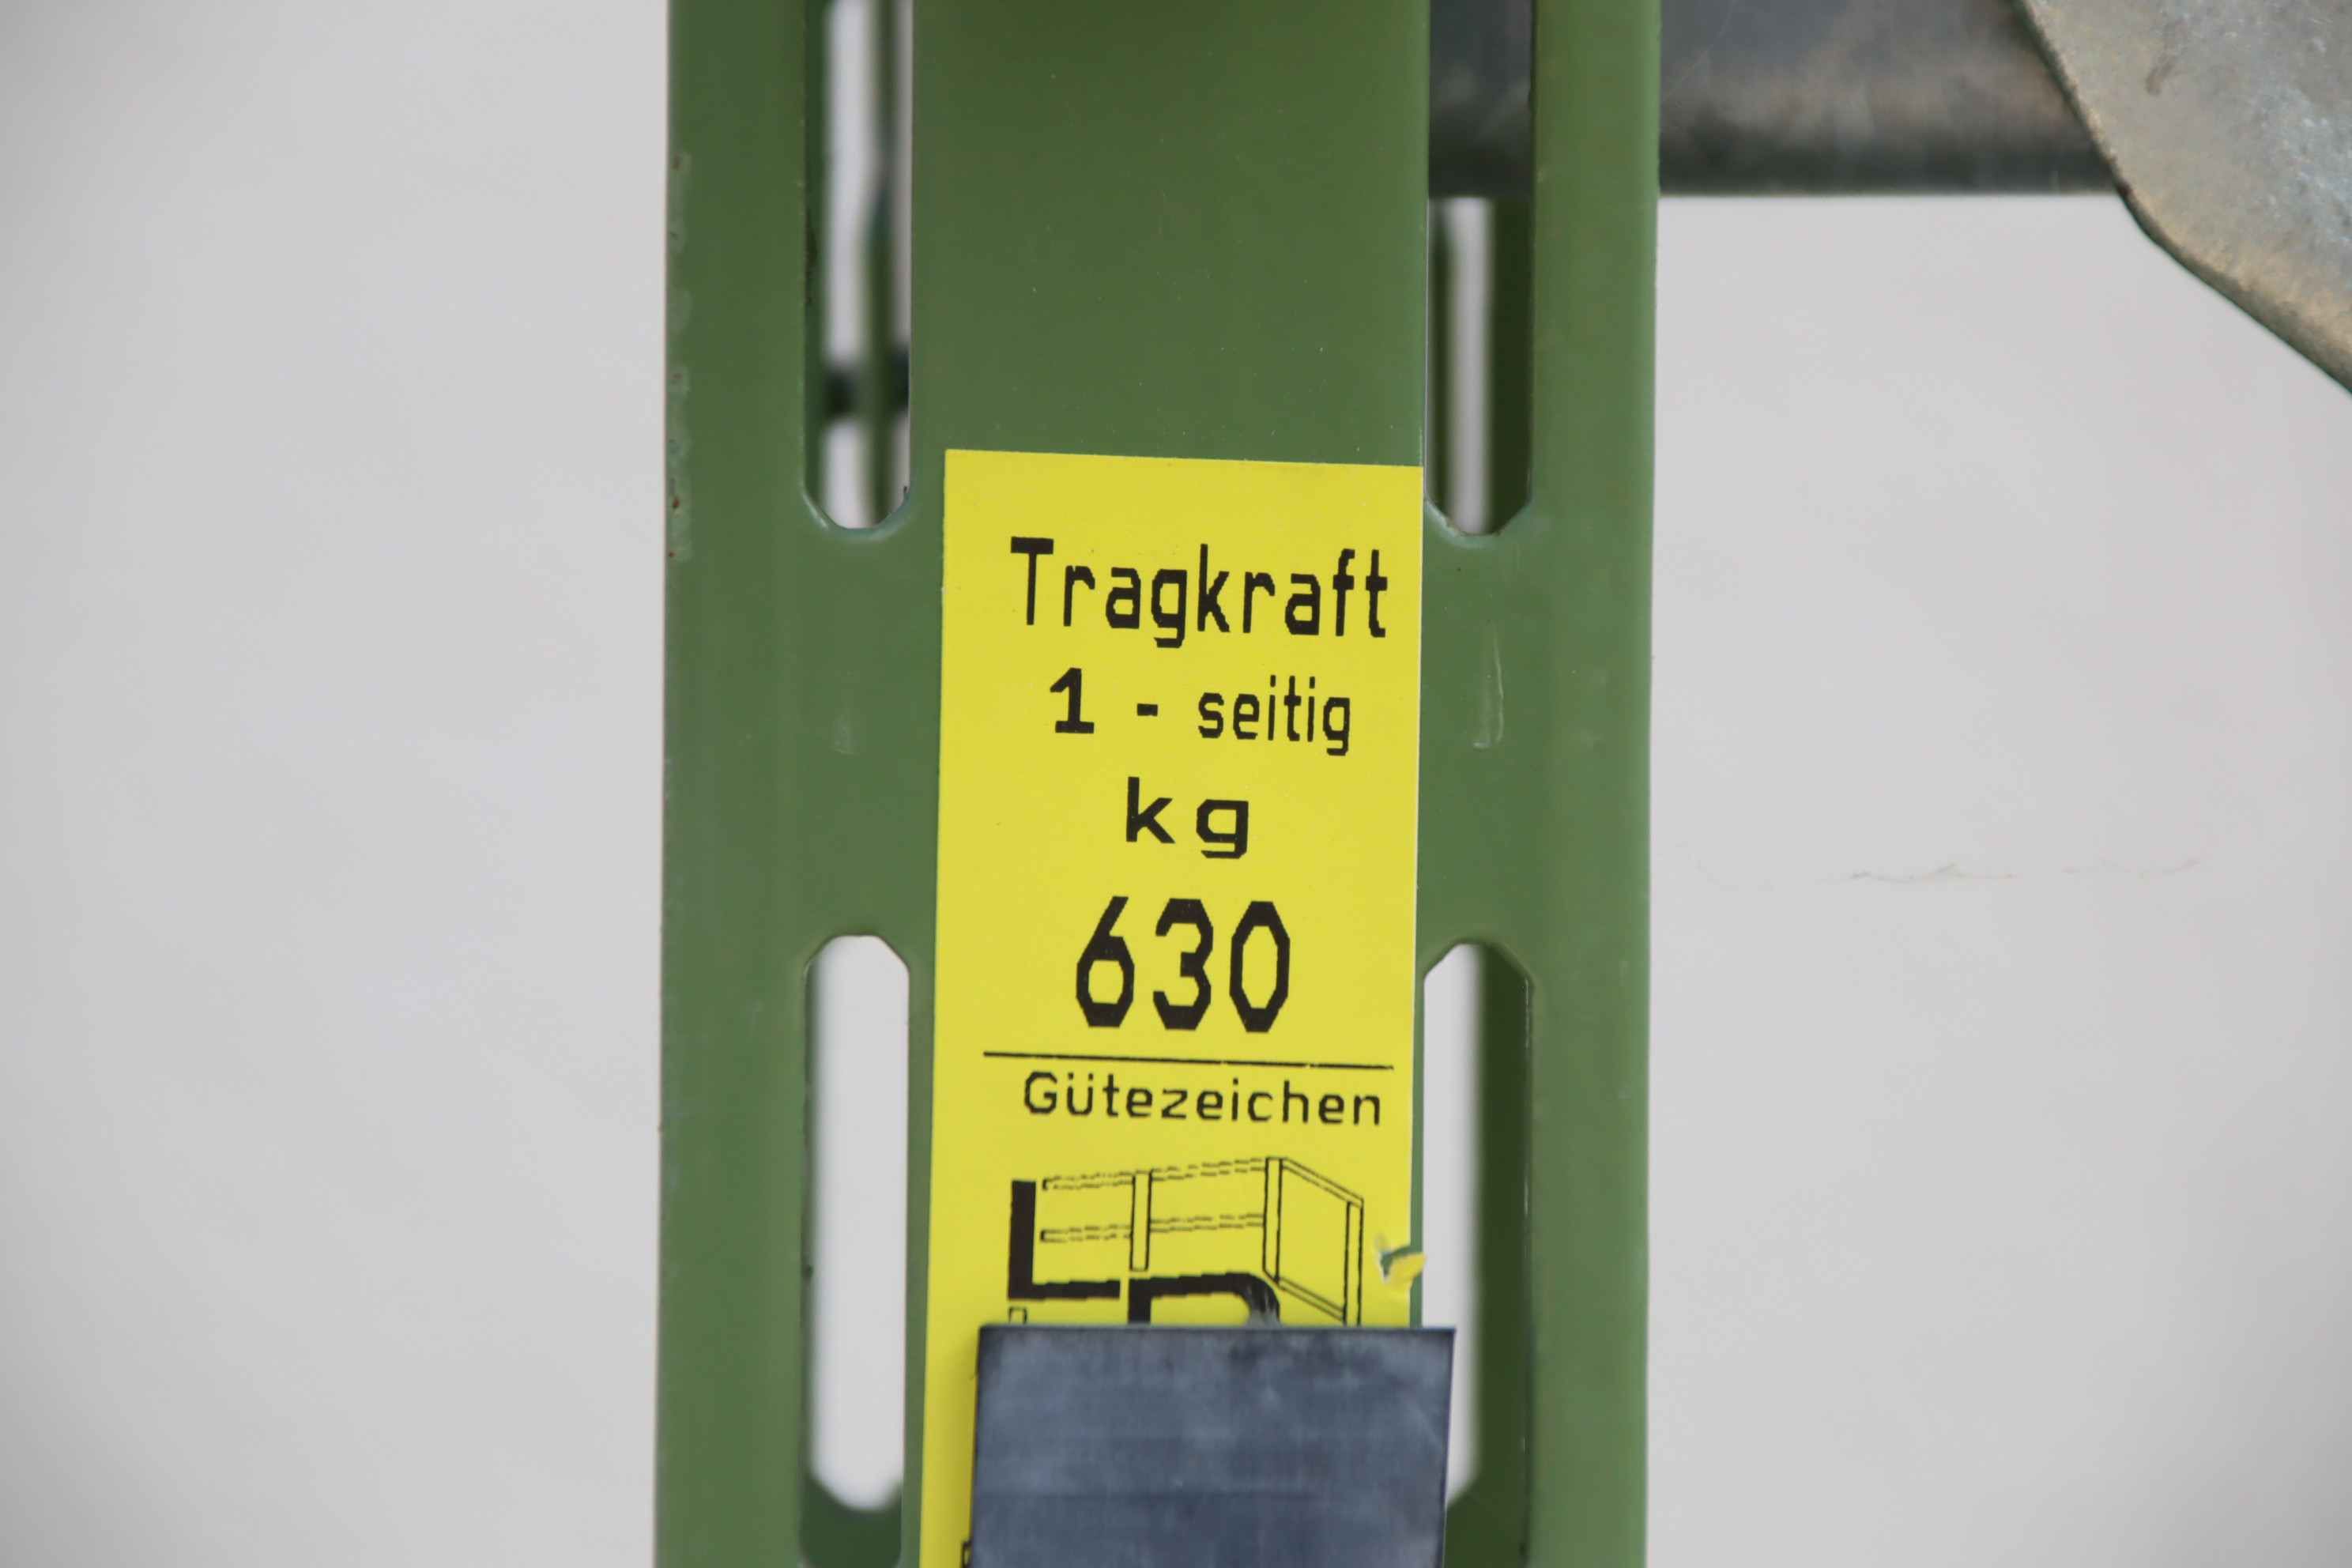 Tragkraft
1 - seitig
kg
630
Gütezeichen